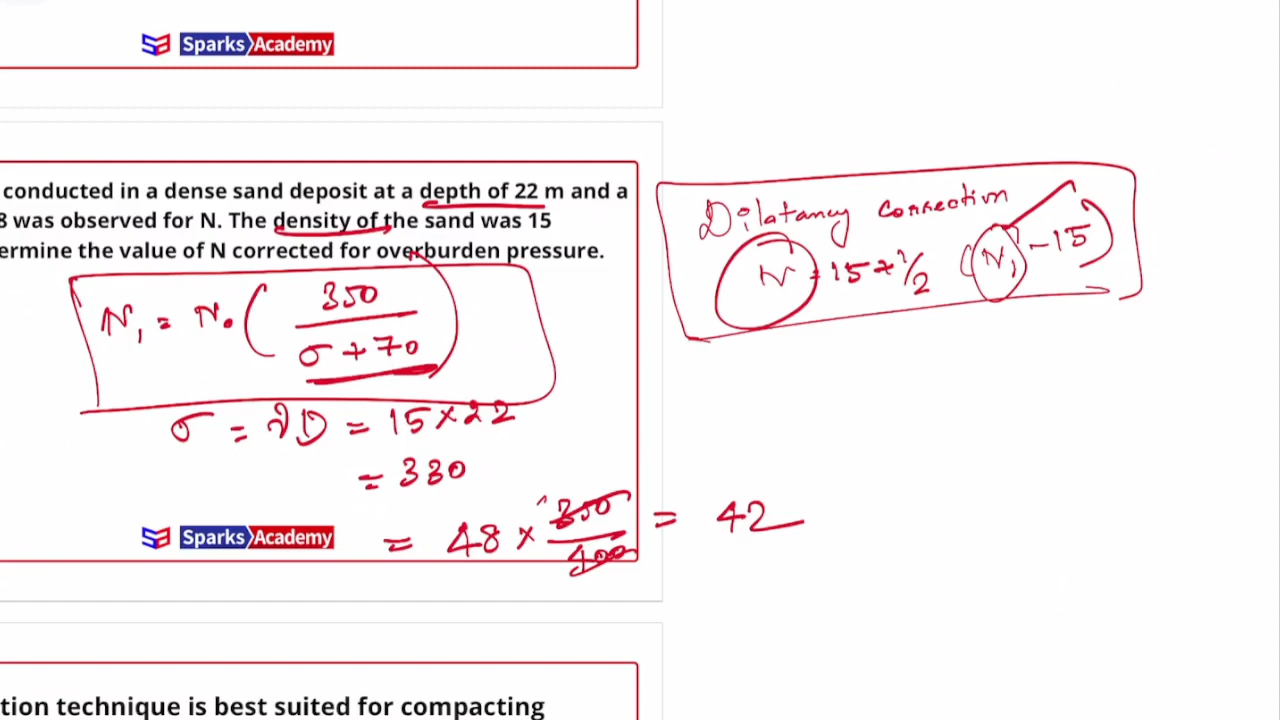 Sparks Academy
conducted in a dense sand deposit at a depth of 22 m and a
8 was observed for N. The density of the sand was 15
ermine the value of N corrected for overburden pressure.
Dilatancy correction
N = 15 + 1/2 (N₁ - 15)
N₁ = N₀ (350 / σ + 70)
σ = γD = 15 × 22
= 330
= 48 × 350/400 = 42
Sparks Academy
tion technique is best suited for compacting